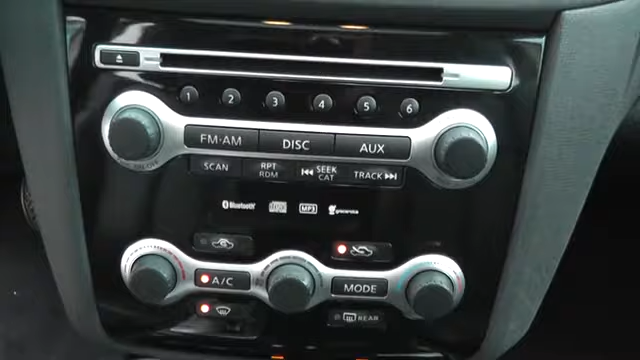 1 2 3 4 5 6
FM·AM DISC AUX
SCAN RPT RDM SEEK CAT TRACK
Bluetooth MP3 gracenote
A/C MODE
REAR